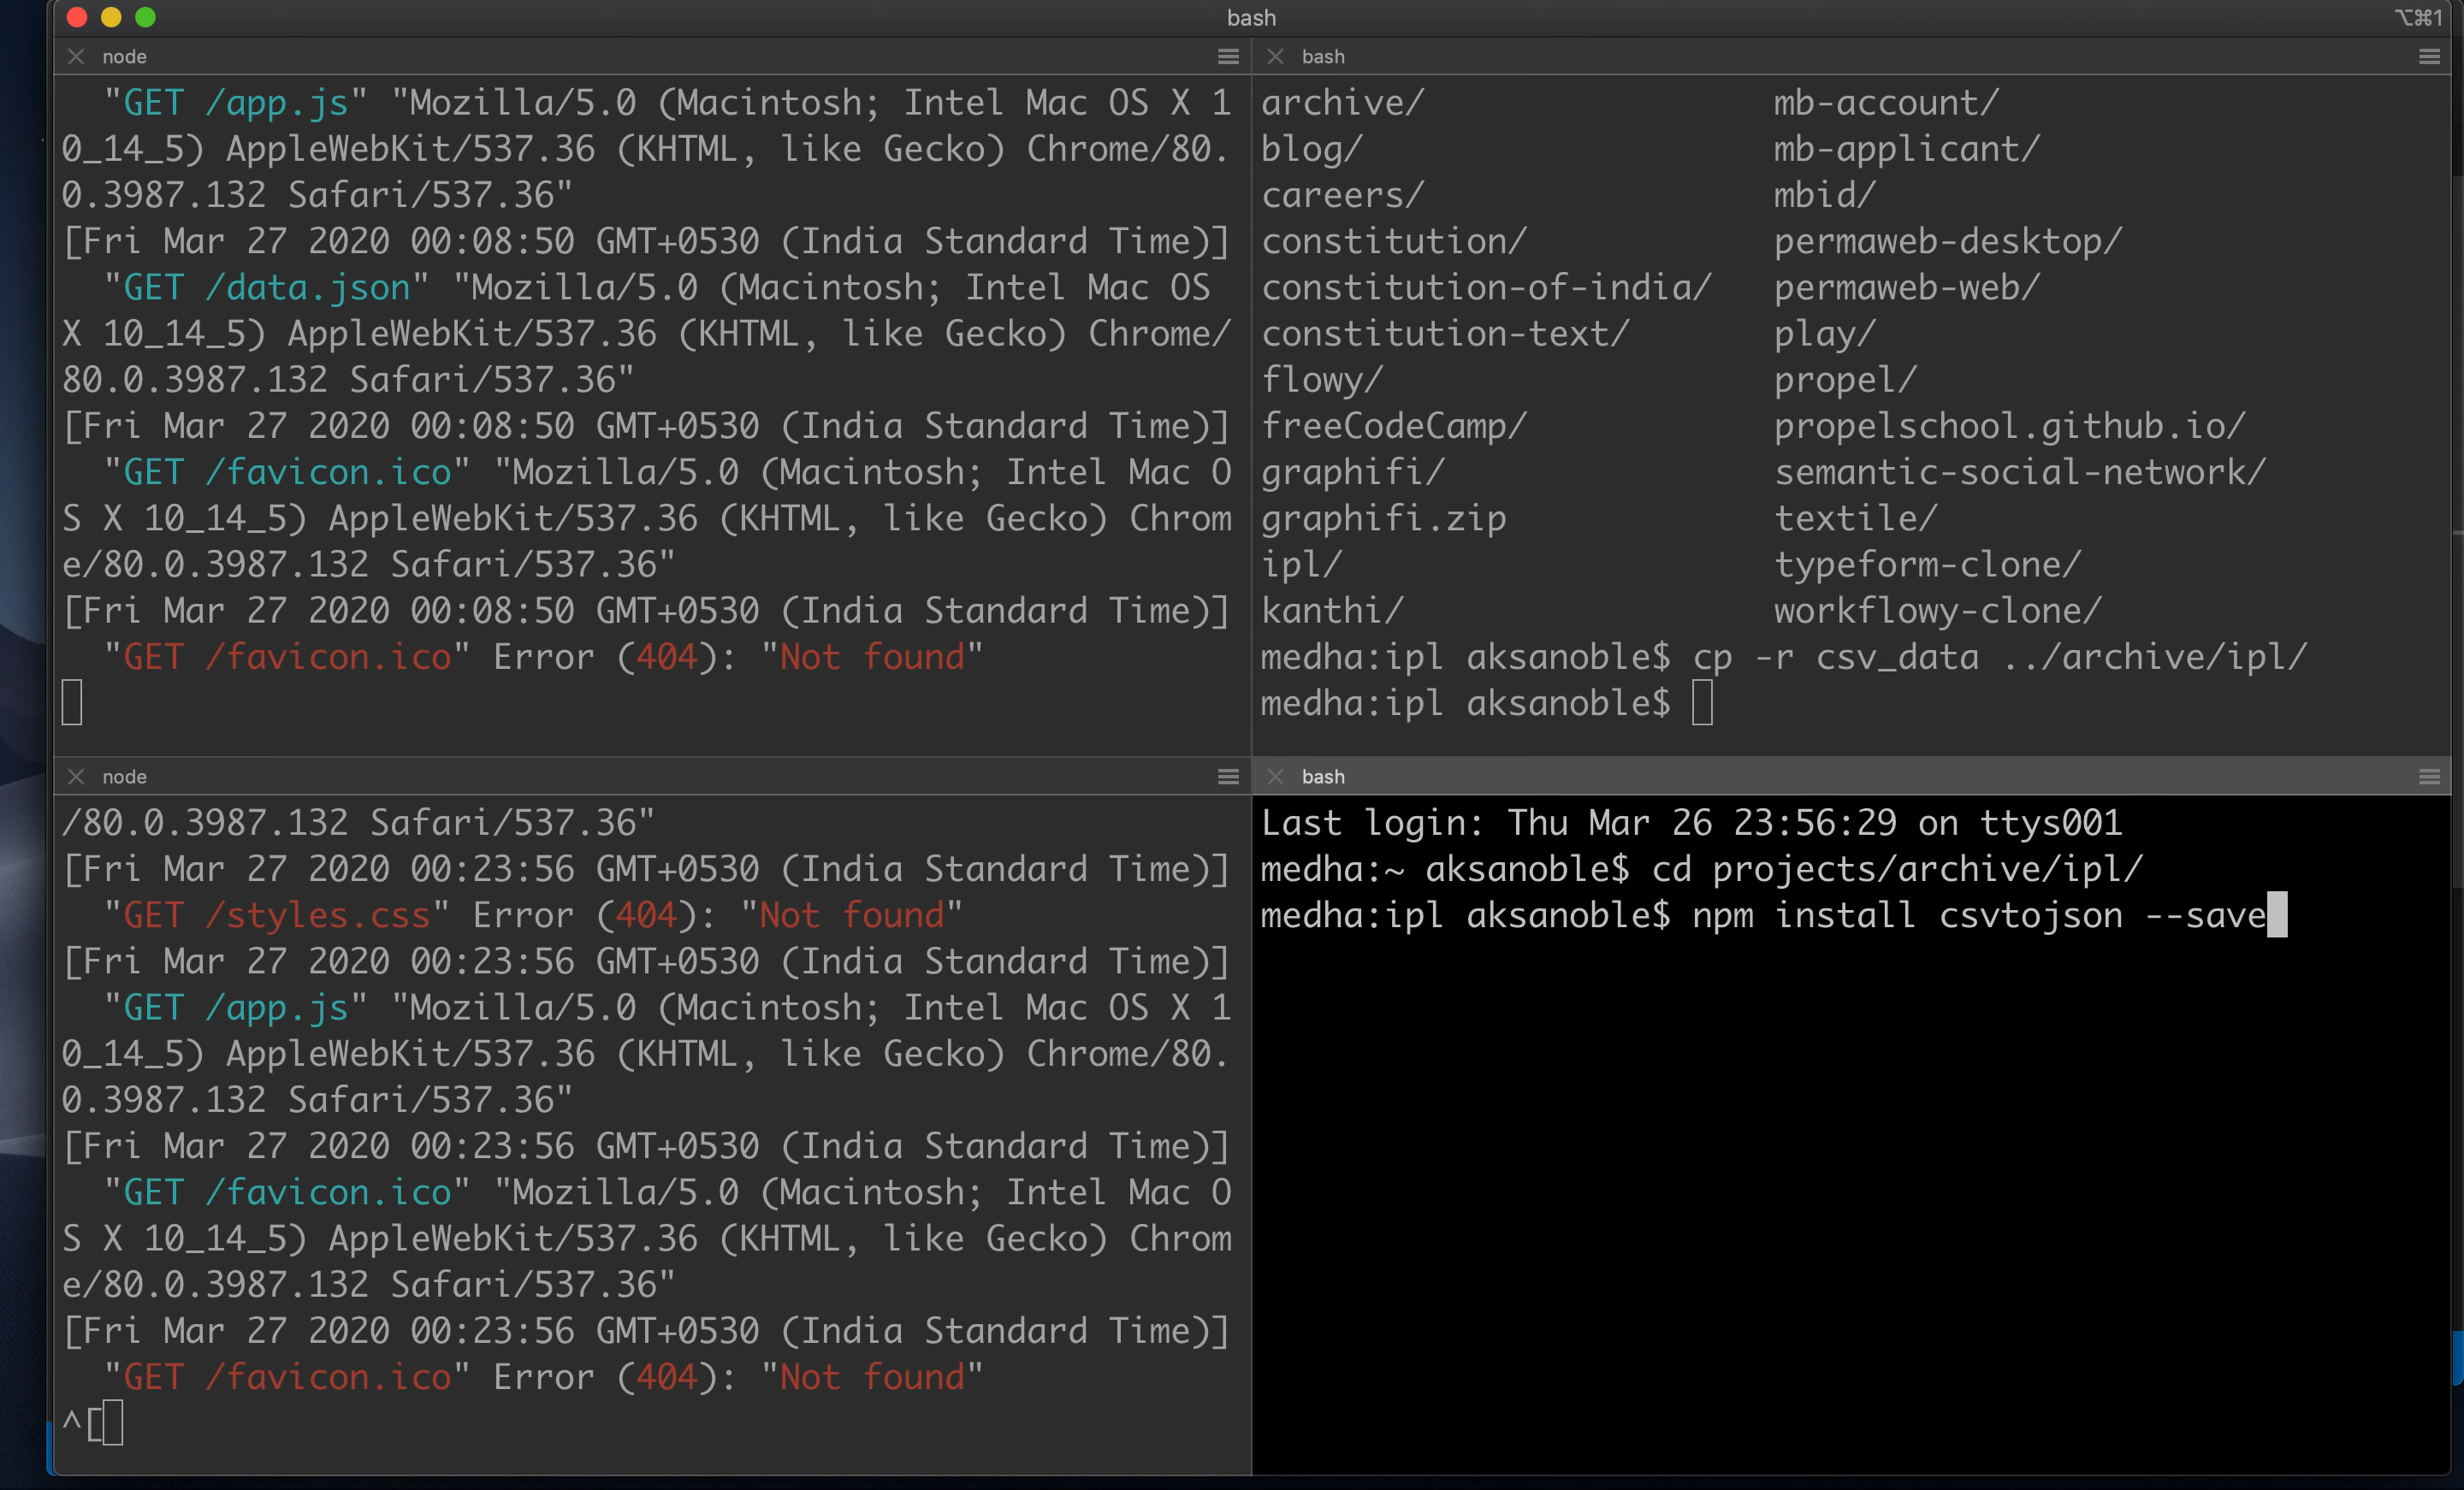 bash
⌥⌘1
node
"GET /app.js" "Mozilla/5.0 (Macintosh; Intel Mac OS X 1
0_14_5) AppleWebKit/537.36 (KHTML, like Gecko) Chrome/80.
0.3987.132 Safari/537.36"
[Fri Mar 27 2020 00:08:50 GMT+0530 (India Standard Time)]
"GET /data.json" "Mozilla/5.0 (Macintosh; Intel Mac OS
X 10_14_5) AppleWebKit/537.36 (KHTML, like Gecko) Chrome/
80.0.3987.132 Safari/537.36"
[Fri Mar 27 2020 00:08:50 GMT+0530 (India Standard Time)]
"GET /favicon.ico" "Mozilla/5.0 (Macintosh; Intel Mac O
S X 10_14_5) AppleWebKit/537.36 (KHTML, like Gecko) Chrom
e/80.0.3987.132 Safari/537.36"
[Fri Mar 27 2020 00:08:50 GMT+0530 (India Standard Time)]
"GET /favicon.ico" Error (404): "Not found"
bash
archive/ mb-account/
blog/ mb-applicant/
careers/ mbid/
constitution/ permaweb-desktop/
constitution-of-india/ permaweb-web/
constitution-text/ play/
flowy/ propel/
freeCodeCamp/ propelschool.github.io/
graphifi/ semantic-social-network/
graphifi.zip textile/
ipl/ typeform-clone/
kanthi/ workflowy-clone/
medha:ipl aksanoble$ cp -r csv_data ../archive/ipl/
medha:ipl aksanoble$
node
/80.0.3987.132 Safari/537.36"
[Fri Mar 27 2020 00:23:56 GMT+0530 (India Standard Time)]
"GET /styles.css" Error (404): "Not found"
[Fri Mar 27 2020 00:23:56 GMT+0530 (India Standard Time)]
"GET /app.js" "Mozilla/5.0 (Macintosh; Intel Mac OS X 1
0_14_5) AppleWebKit/537.36 (KHTML, like Gecko) Chrome/80.
0.3987.132 Safari/537.36"
[Fri Mar 27 2020 00:23:56 GMT+0530 (India Standard Time)]
"GET /favicon.ico" "Mozilla/5.0 (Macintosh; Intel Mac O
S X 10_14_5) AppleWebKit/537.36 (KHTML, like Gecko) Chrom
e/80.0.3987.132 Safari/537.36"
[Fri Mar 27 2020 00:23:56 GMT+0530 (India Standard Time)]
"GET /favicon.ico" Error (404): "Not found"
^[
bash
Last login: Thu Mar 26 23:56:29 on ttys001
medha:~ aksanoble$ cd projects/archive/ipl/
medha:ipl aksanoble$ npm install csvtojson --save